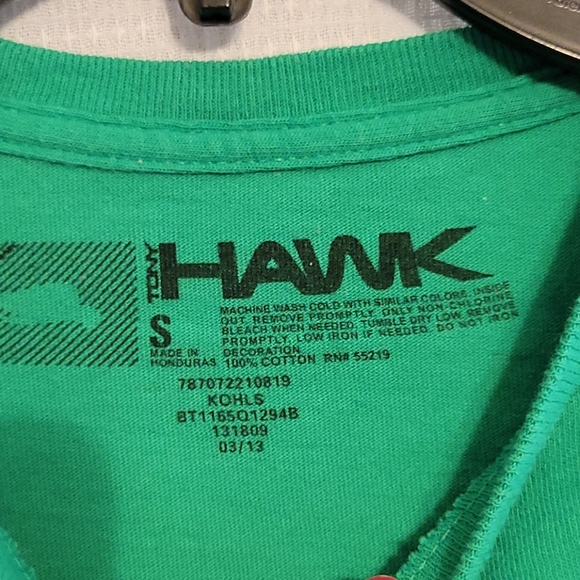 TONY HAWK
S
MACHINE WASH COLD WITH SIMILAR COLORS, INSIDE
OUT. REMOVE PROMPTLY. ONLY NON-CHLORINE
BLEACH WHEN NEEDED. TUMBLE DRY LOW. REMOVE
PROMPTLY, LOW IRON IF NEEDED. DO NOT IRON
DECORATION.
100% COTTON RN# 55219
MADE IN
HONDURAS
787072210819
KOHLS
BT1165Q1294B
131809
03/13